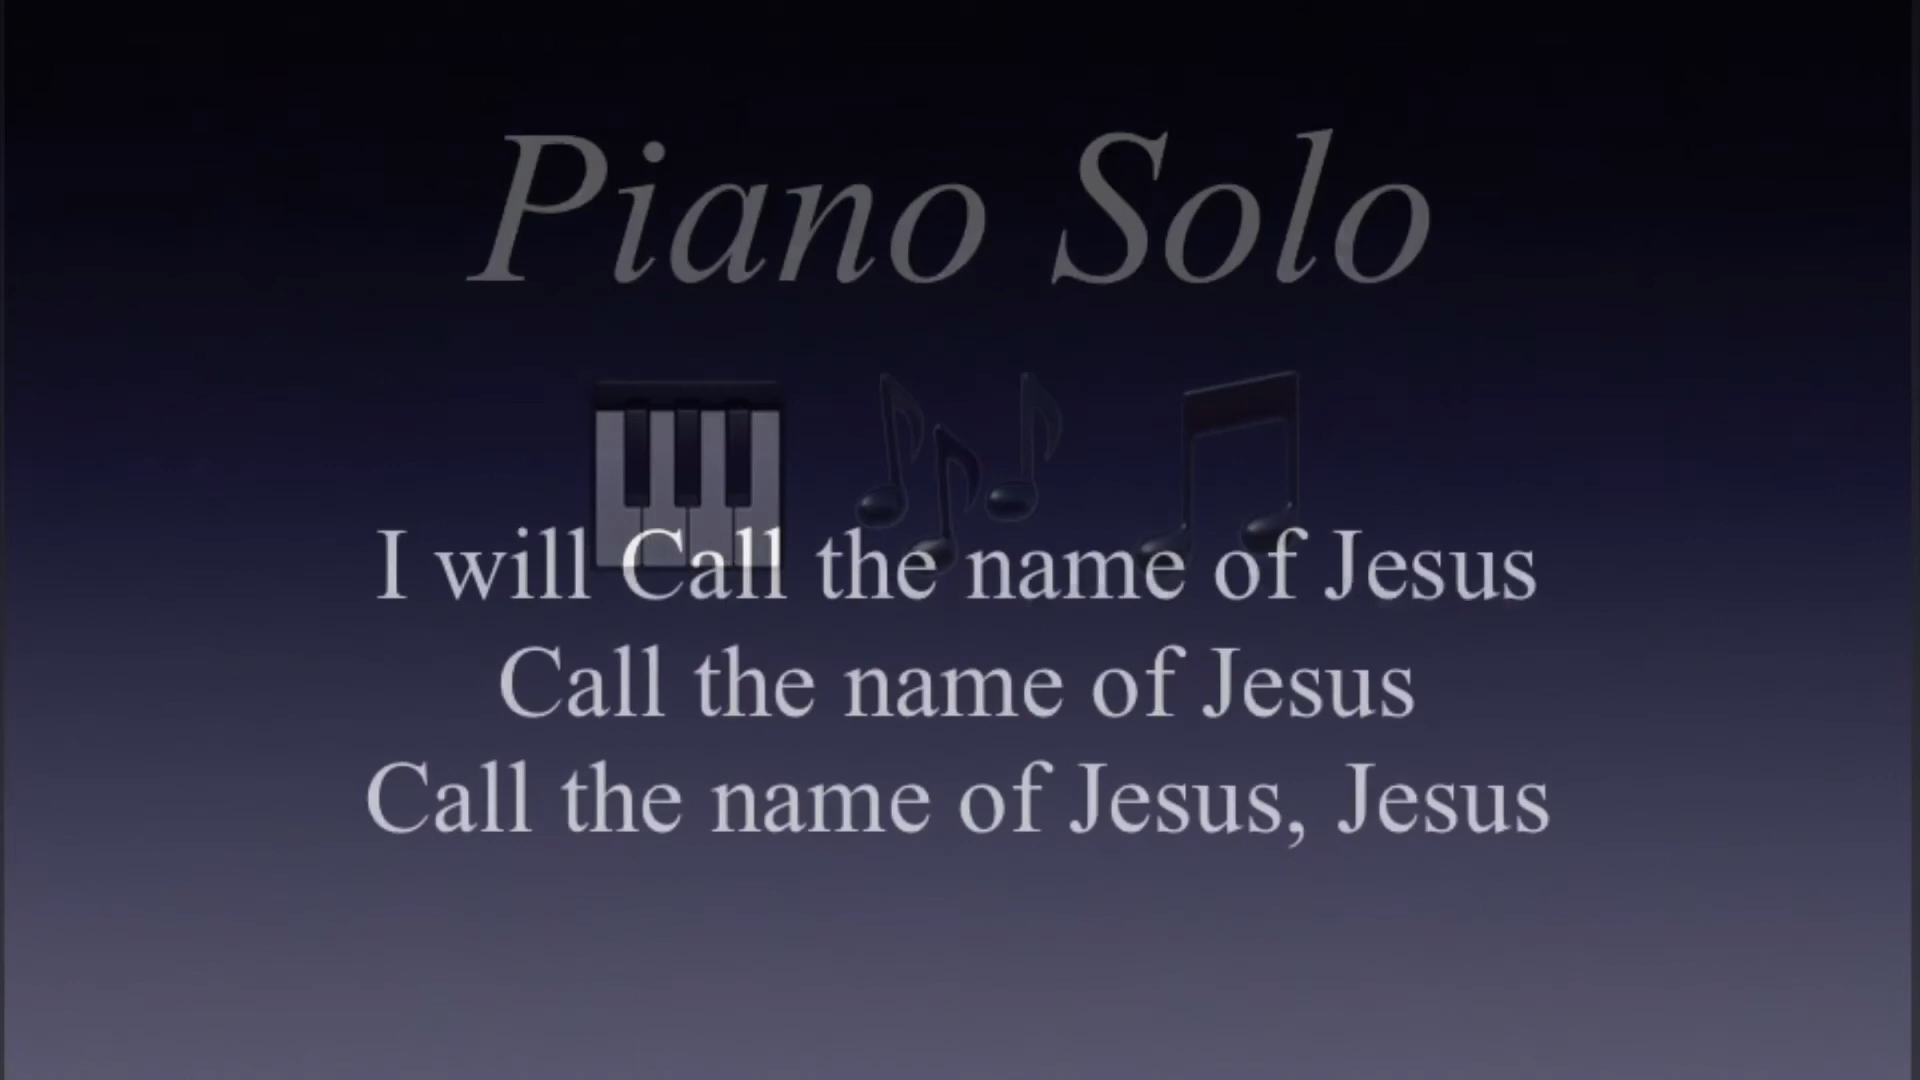 Piano Solo
I will Call the name of Jesus
Call the name of Jesus
Call the name of Jesus, Jesus